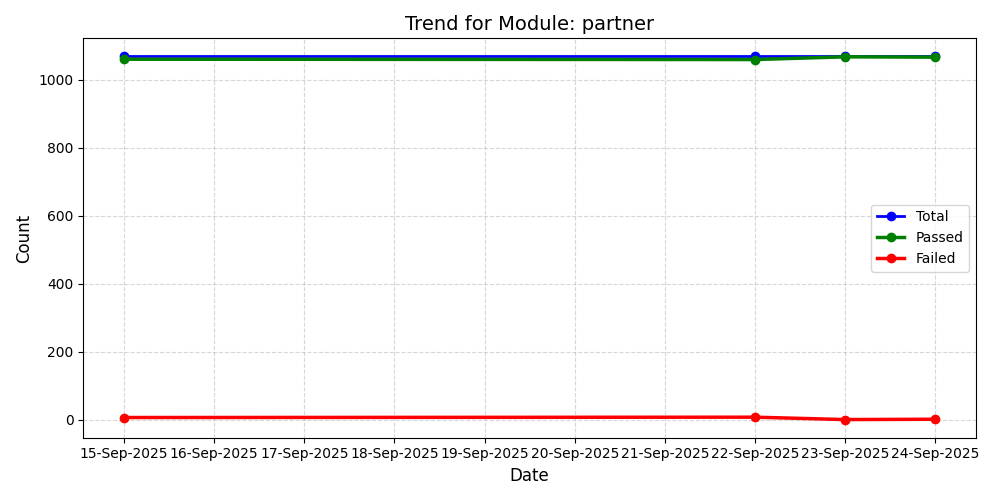 Trend for Module: partner
Count
1000
800
600
400
200
0
Total
Passed
Failed
15-Sep-2025 16-Sep-2025 17-Sep-2025 18-Sep-2025 19-Sep-2025 20-Sep-2025 21-Sep-2025 22-Sep-2025 23-Sep-2025 24-Sep-2025
Date